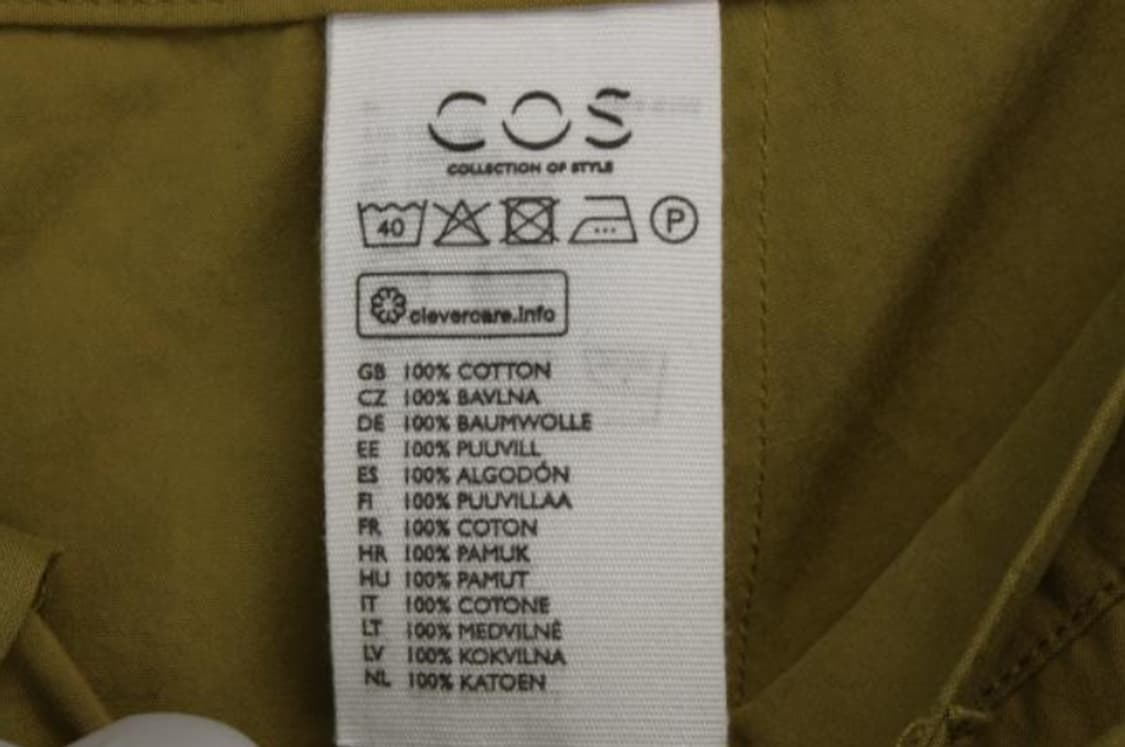 COS
COLLECTION OF STYLE
40 P
clevercare.info
GB 100% COTTON
CZ 100% BAVLNA
DE 100% BAUMWOLLE
EE 100% PUUVILL
ES 100% ALGODÓN
FI 100% PUUVILLAA
FR 100% COTON
HR 100% PAMUK
HU 100% PAMUT
IT 100% COTONE
LT 100% MEDVILNĖ
LV 100% KOKVILNA
NL 100% KATOEN